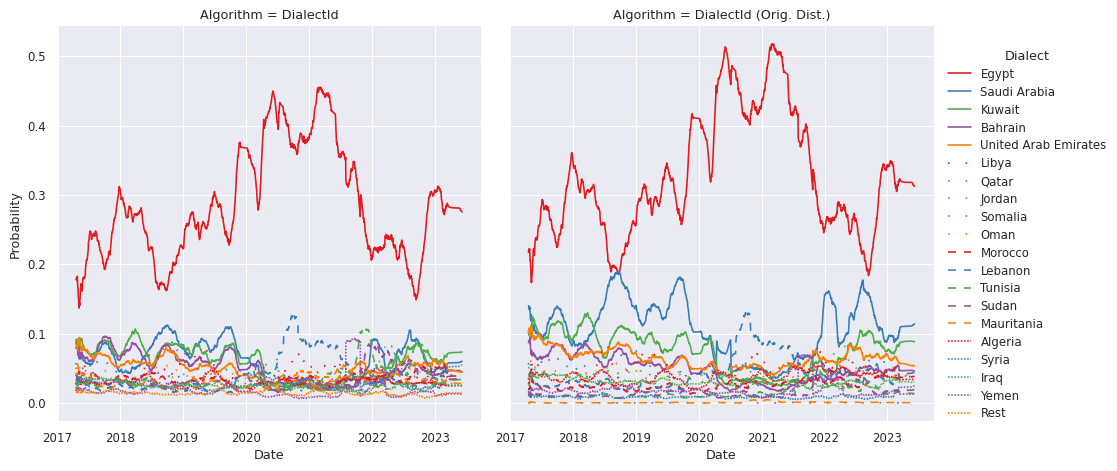 Algorithm = DialectId
Algorithm = DialectId (Orig. Dist.)
Probability
0.5
0.4
0.3
0.2
0.1
0.0
2017 2018 2019 2020 2021 2022 2023
Date
2017 2018 2019 2020 2021 2022 2023
Date
Dialect
Egypt
Saudi Arabia
Kuwait
Bahrain
United Arab Emirates
Libya
Qatar
Jordan
Somalia
Oman
Morocco
Lebanon
Tunisia
Sudan
Mauritania
Algeria
Syria
Iraq
Yemen
Rest